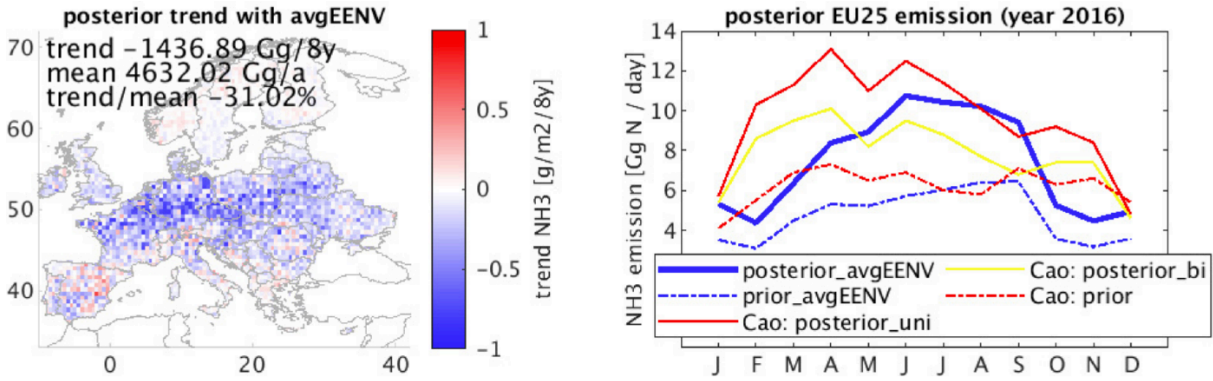 posterior trend with avgEENV
trend −1436.89 Gg/8y
mean 4632.02 Gg/a
trend/mean −31.02%
70
60
50
40
0
20
40
1
0.5
0
−0.5
−1
trend NH3 [g/m2 / 8y]
posterior EU25 emission (year 2016)
NH3 emission [Gg N / day]
14
12
10
8
6
4
posterior_avgEENV
prior_avgEENV
Cao: posterior_uni
Cao: posterior_bi
Cao: prior
J F M A M J J A S O N D